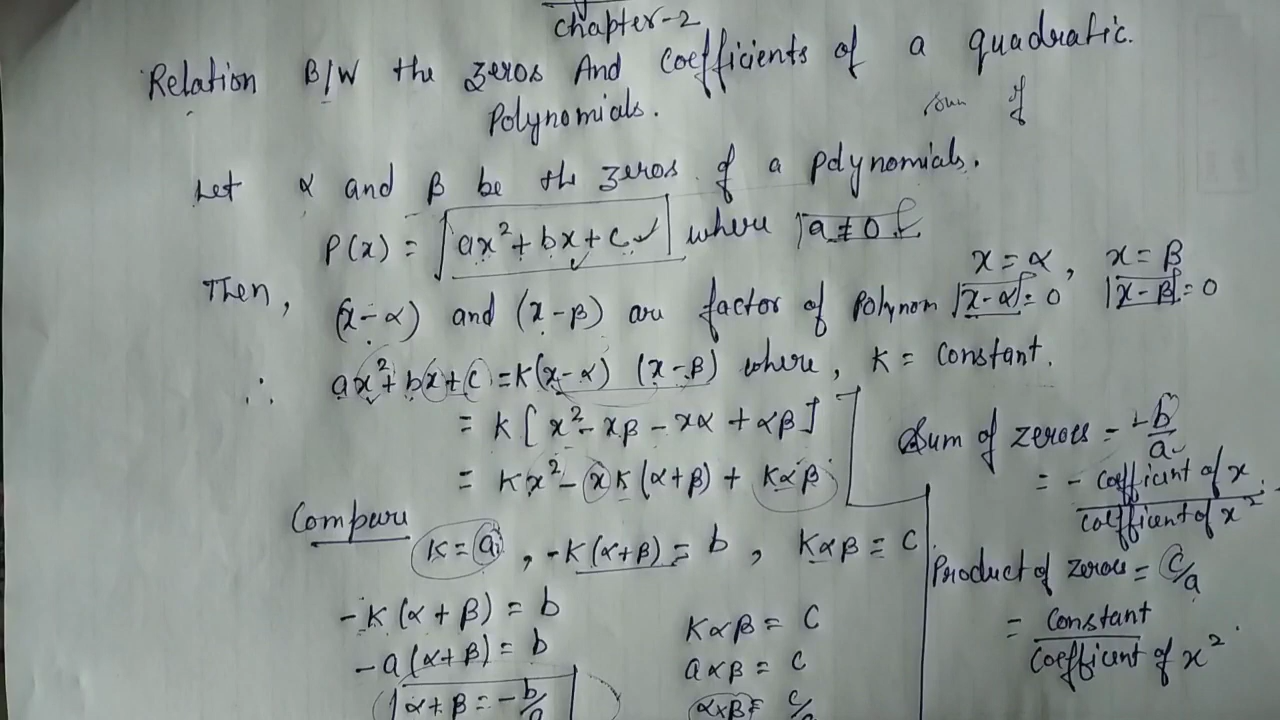 chapter-2
Relation B/W the zeros And Coefficients of a quadratic.
Polynomials.
sum of
Let α and β be the zeros of a polynomials.
P(x) = ax²+bx+c where a≠0
x=α, x=β
Then, (x-α) and (x-β) are factor of polynom x-α=0 x-β=0
∴ ax²+bx+c=K(x-α) (x-β) where, K = constant.
= K[x²-xβ-xα+αβ]
= Kx²-xK(α+β)+Kαβ
Compare
K=a, -K(α+β)=b, Kαβ=C
-K(α+β)=b
-a(α+β)=b
α+β=-b/a
Kαβ=C
aαβ=C
αxβ=c/a
Sum of zeroes = -b/a
= - coefficient of x / coefficient of x²
Product of zeroes = C/a
= constant / coefficient of x²